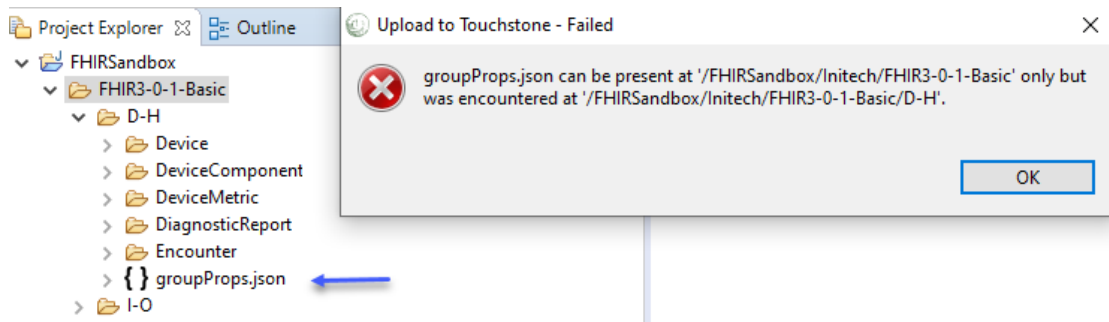 Project Explorer
Outline
FHIRSandbox
FHIR3-0-1-Basic
D-H
Device
DeviceComponent
DeviceMetric
DiagnosticReport
Encounter
{ } groupProps.json
I-O
Upload to Touchstone - Failed
groupProps.json can be present at '/FHIRSandbox/Initech/FHIR3-0-1-Basic' only but
was encountered at '/FHIRSandbox/Initech/FHIR3-0-1-Basic/D-H'.
OK